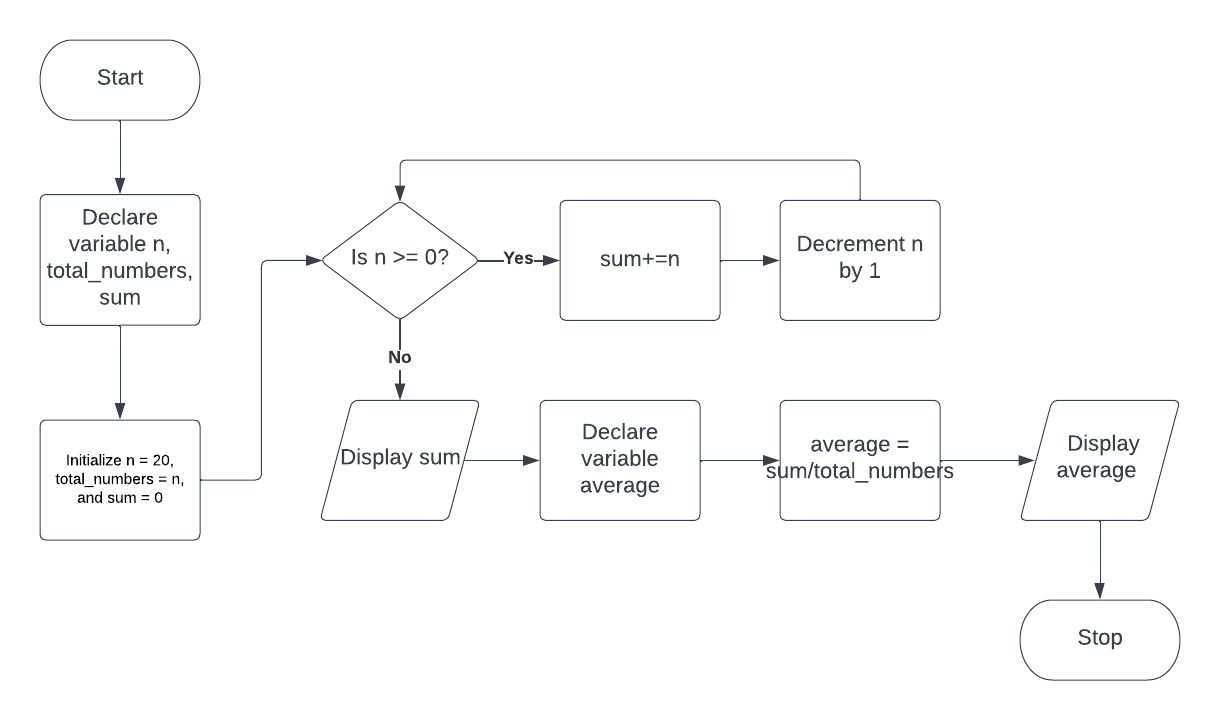 Start
Declare
variable n,
total_numbers,
sum
Initialize n = 20,
total_numbers = n,
and sum = 0
Is n >= 0?
Yes
sum+=n
Decrement n
by 1
No
Display sum
Declare
variable
average
average =
sum/total_numbers
Display
average
Stop